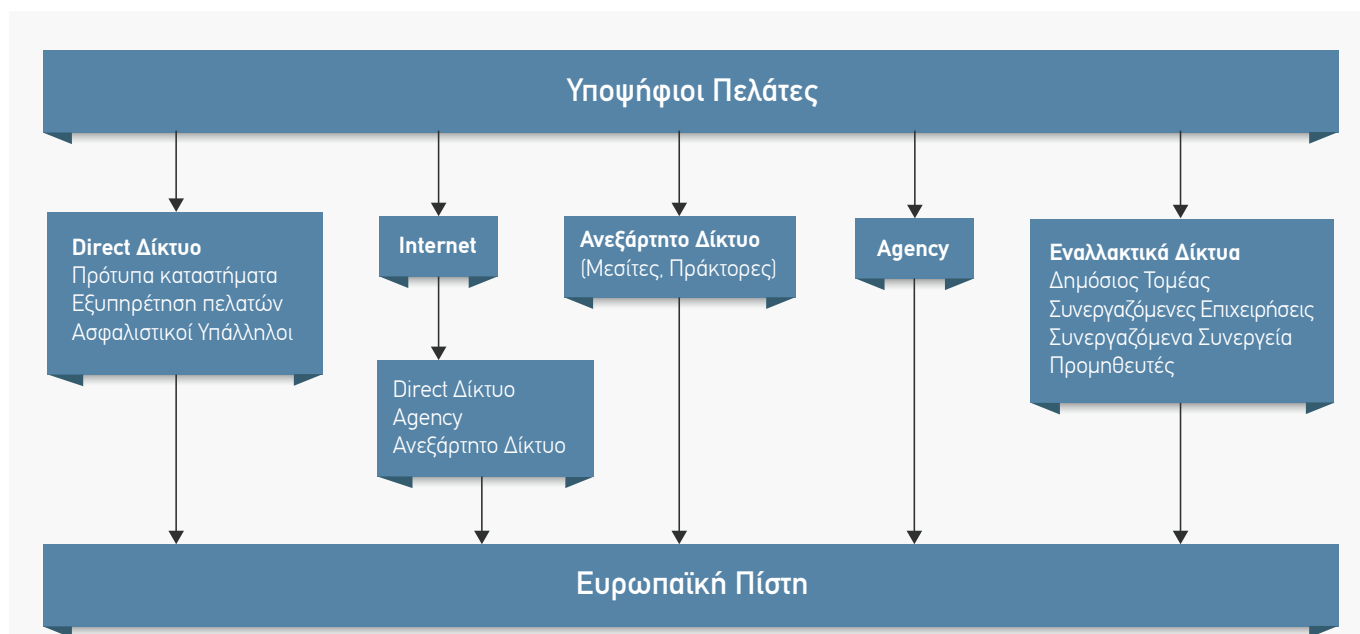 Υποψήφιοι Πελάτες
Direct Δίκτυο
Πρότυπα καταστήματα
Εξυπηρέτηση πελατών
Ασφαλιστικοί Υπάλληλοι
Internet
Direct Δίκτυο
Agency
Ανεξάρτητο Δίκτυο
Ανεξάρτητο Δίκτυο
(Μεσίτες, Πράκτορες)
Agency
Εναλλακτικά Δίκτυα
Δημόσιος Τομέας
Συνεργαζόμενες Επιχειρήσεις
Συνεργαζόμενα Συνεργεία
Προμηθευτές
Ευρωπαϊκή Πίστη